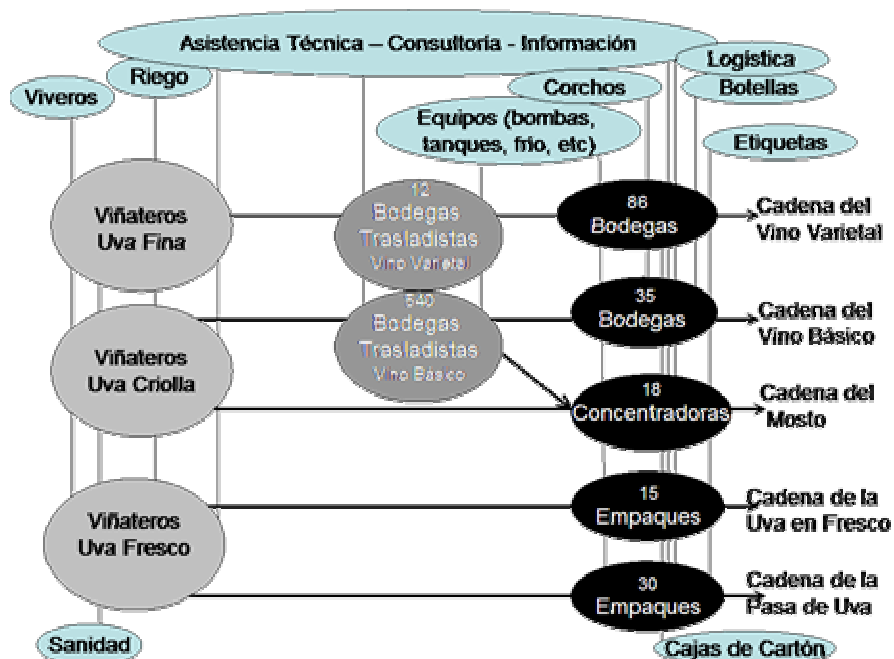 Asistencia Técnica – Consultoría - Información
Logística
Riego
Viveros
Corchos
Botellas
Equipos (bombas,
tanques, frio, etc)
Etiquetas
Viñateros
Uva Fina
12
Bodegas
Trasladistas
Vino Varietal
86
Bodegas
Cadena del
Vino Varietal
Viñateros
Uva Criolla
640
Bodegas
Trasladistas
Vino Básico
35
Bodegas
Cadena del
Vino Básico
18
Concentradoras
Cadena del
Mosto
Viñateros
Uva Fresco
15
Empaques
Cadena de la
Uva en Fresco
30
Empaques
Cadena de la
Pasa de Uva
Sanidad
Cajas de Cartón